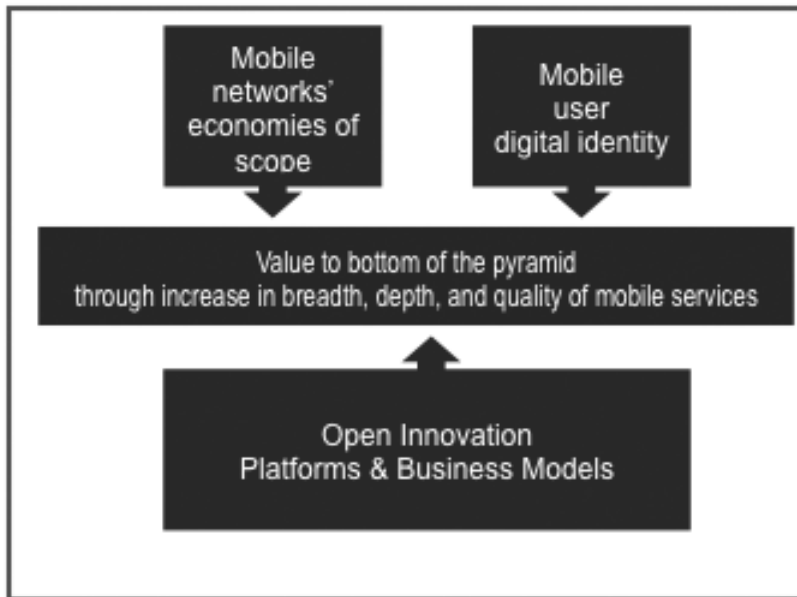 Mobile
networks'
economies of
scope
Mobile
user
digital identity
Value to bottom of the pyramid
through increase in breadth, depth, and quality of mobile services
Open Innovation
Platforms & Business Models